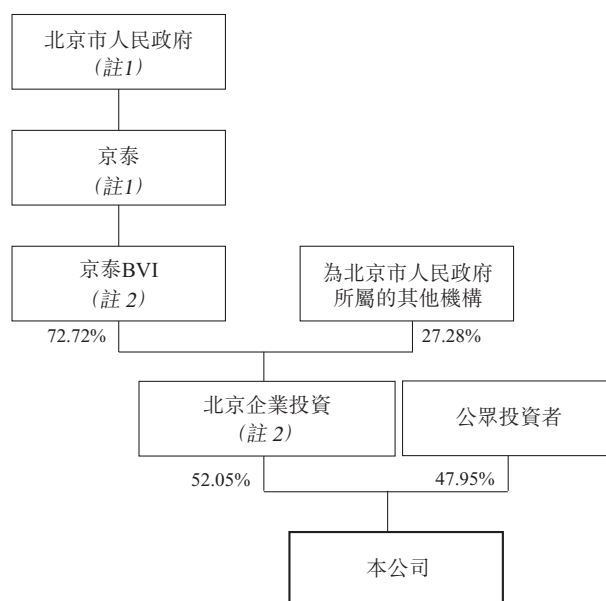 北京市人民政府
(註1)
京泰
(註1)
京泰BVI
(註 2)
為北京市人民政府
所屬的其他機構
72.72%
27.28%
北京企業投資
(註 2)
公眾投資者
52.05%
47.95%
本公司